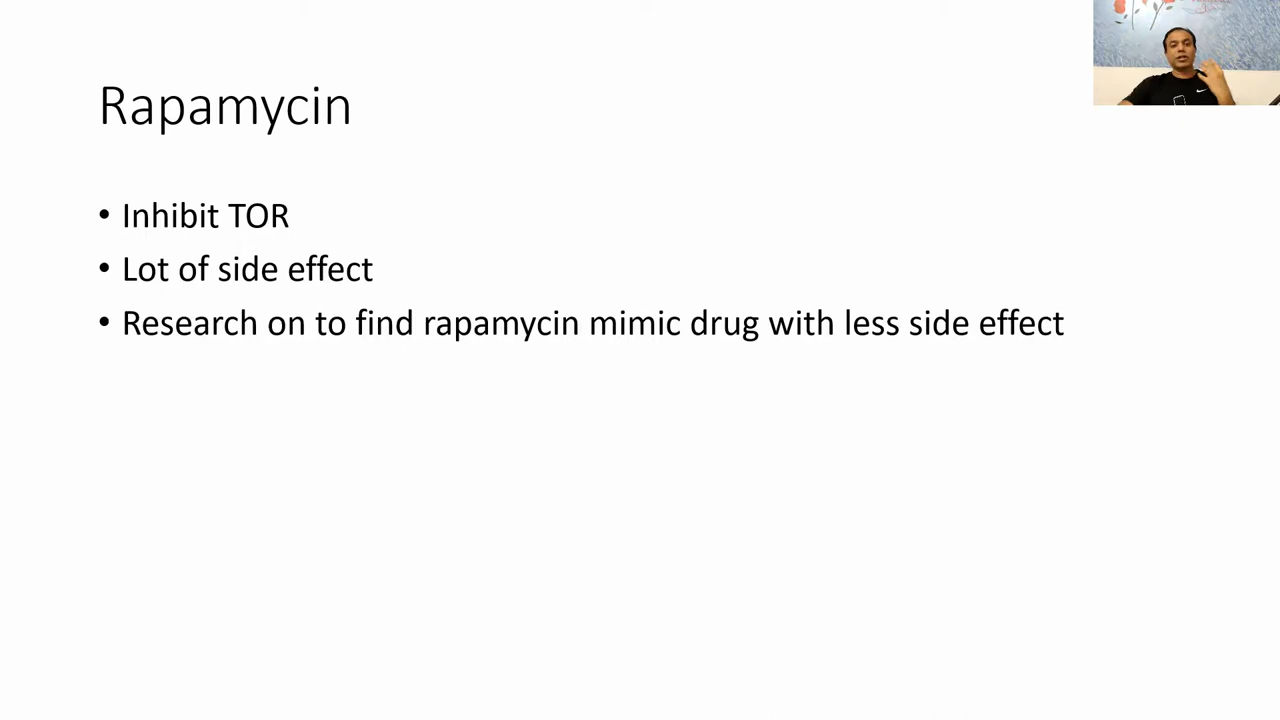 Rapamycin
• Inhibit TOR
• Lot of side effect
• Research on to find rapamycin mimic drug with less side effect